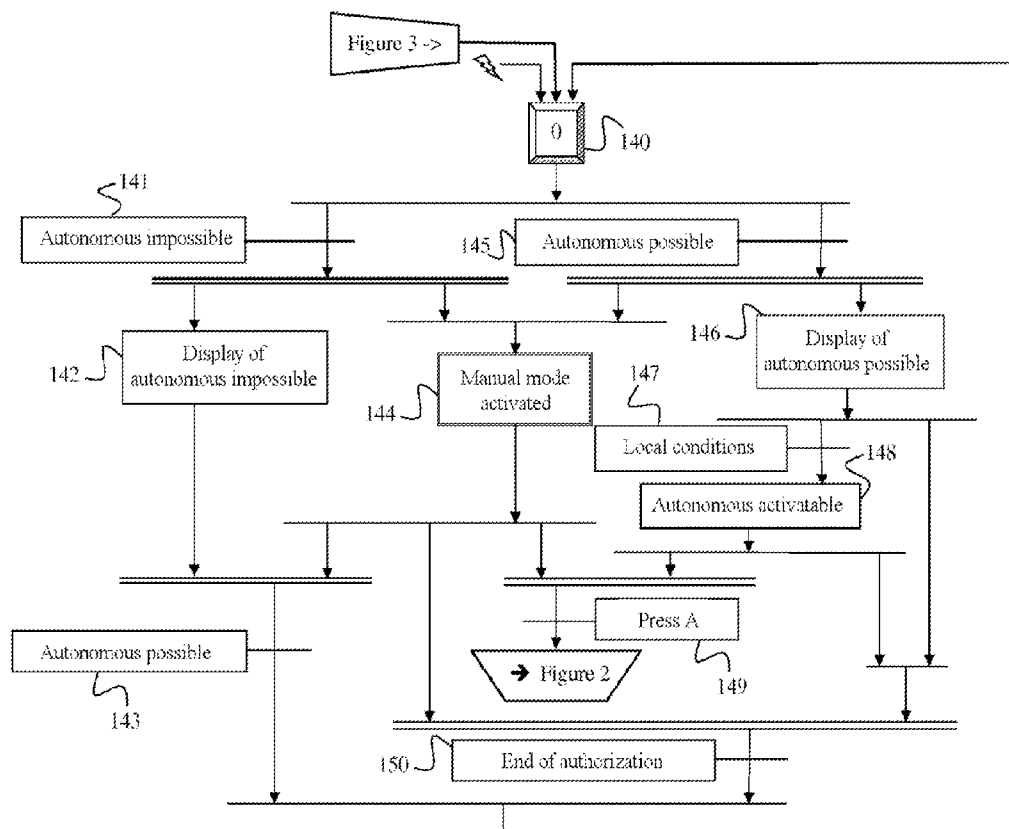 Figure 3 ->
0
140
141
Autonomous impossible
145
Autonomous possible
142
Display of
autonomous impossible
144
Manual mode
activated
146
Display of
autonomous possible
147
Local conditions
148
Autonomous activatable
143
Autonomous possible
Press A
149
➔ Figure 2
150
End of authorization